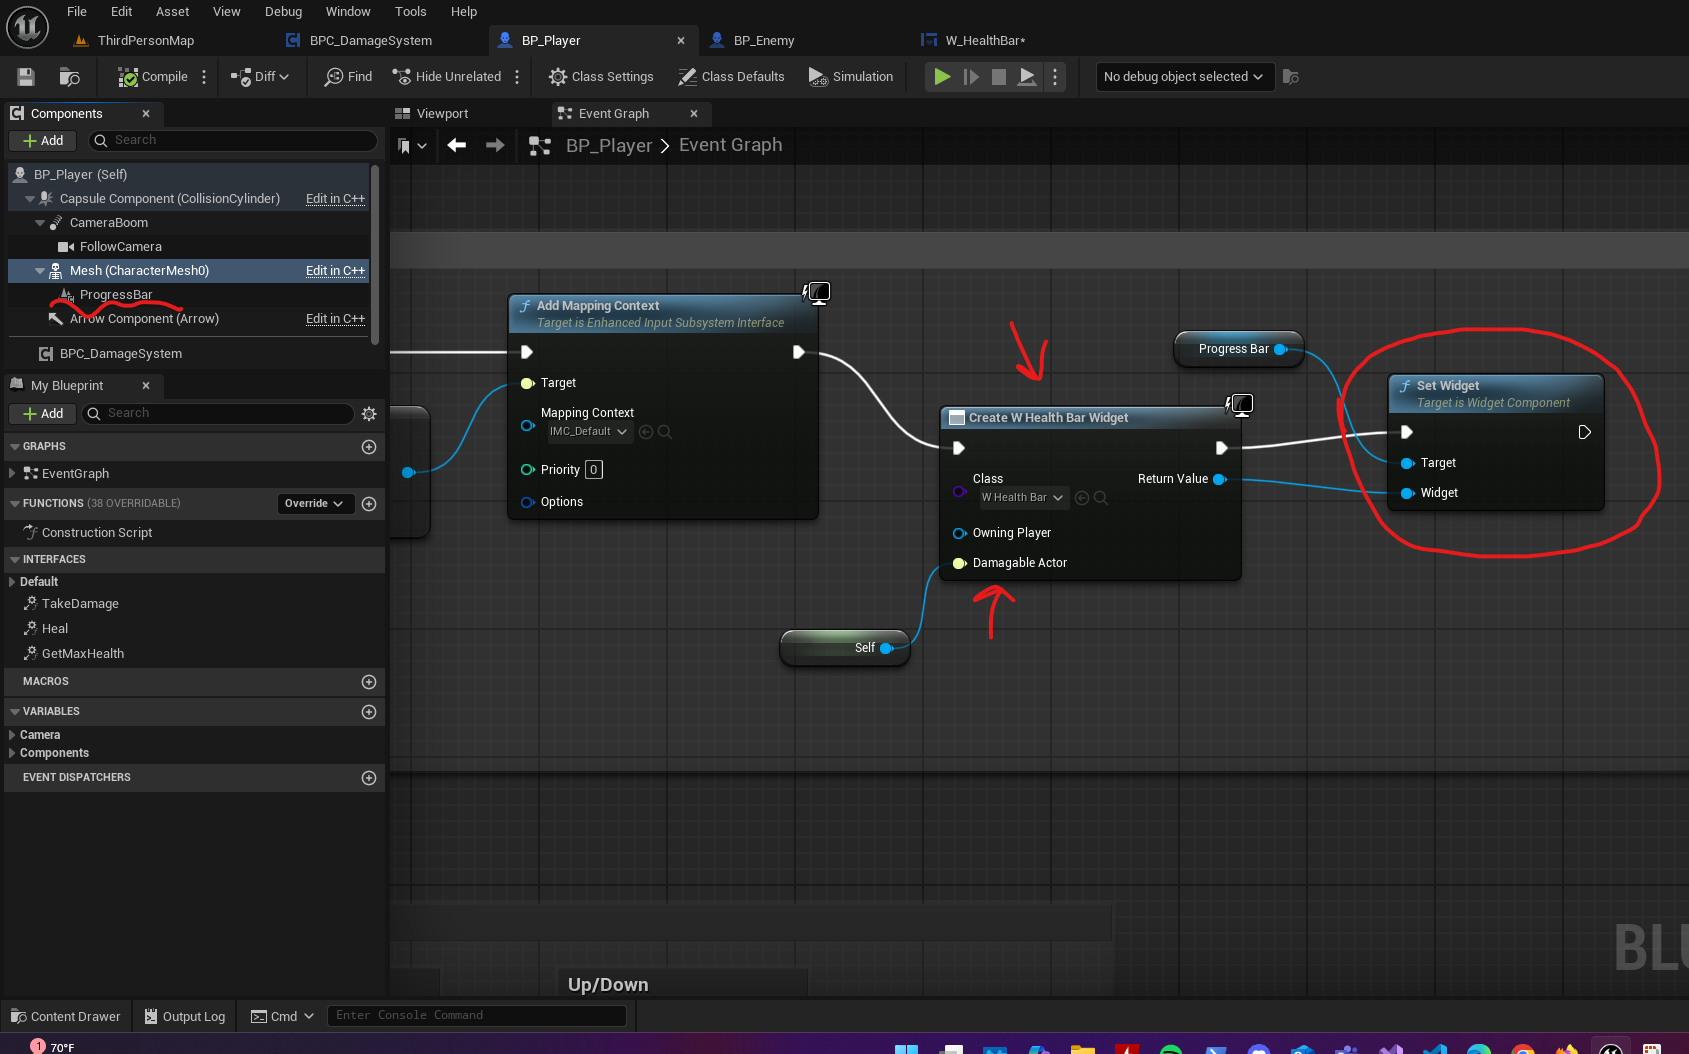 File Edit Asset View Debug Window Tools Help
ThirdPersonMap BPC_DamageSystem BP_Player BP_Enemy W_HealthBar*
Compile Diff Find Hide Unrelated Class Settings Class Defaults Simulation No debug object selected
Components Viewport Event Graph
Add Search BP_Player > Event Graph
BP_Player (Self)
Capsule Component (CollisionCylinder) Edit in C++
CameraBoom
FollowCamera
Mesh (CharacterMesh0) Edit in C++
ProgressBar
Arrow Component (Arrow) Edit in C++
BPC_DamageSystem
My Blueprint
Add Search
GRAPHS
EventGraph
FUNCTIONS (38 OVERRIDABLE) Override
Construction Script
INTERFACES
Default
TakeDamage
Heal
GetMaxHealth
MACROS
VARIABLES
Camera
Components
EVENT DISPATCHERS
Add Mapping Context
Target is Enhanced Input Subsystem Interface
Target
Mapping Context
IMC_Default
Priority 0
Options
Self
Create W Health Bar Widget
Class Return Value
W Health Bar
Owning Player
Damagable Actor
Progress Bar
Set Widget
Target is Widget Component
Target
Widget
BLU
Up/Down
Content Drawer Output Log Cmd Enter Console Command
1 70°F